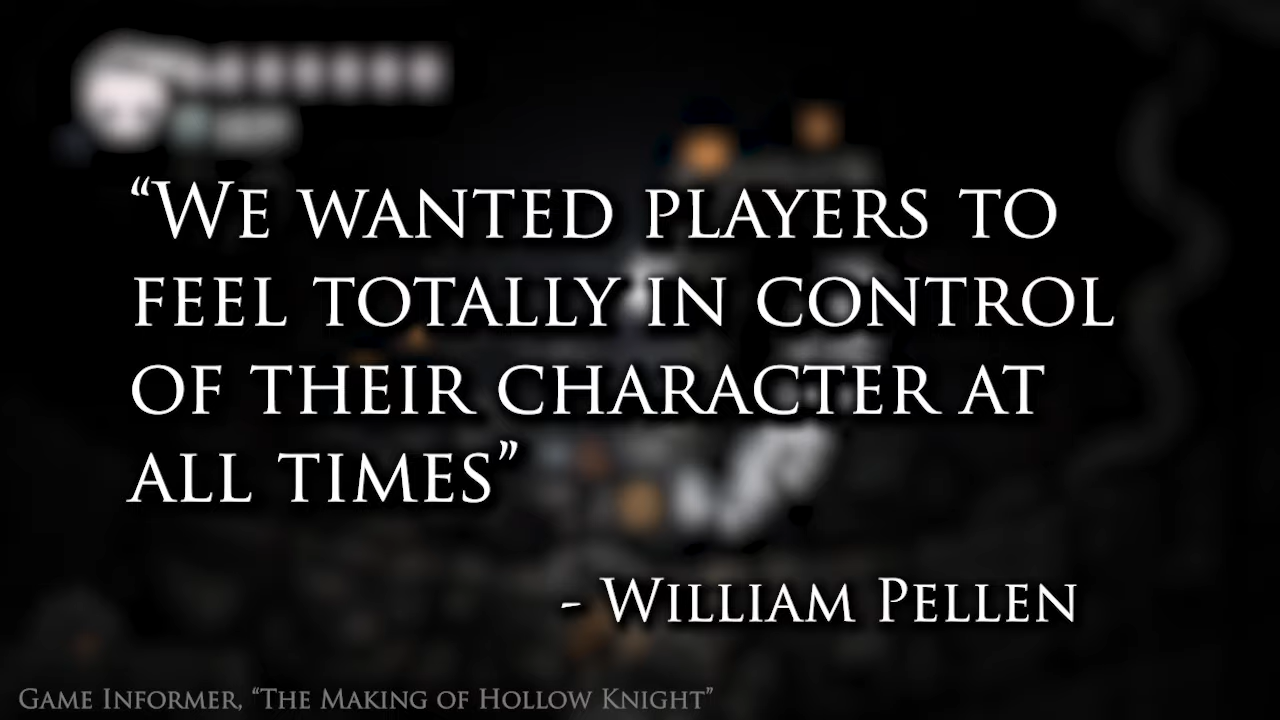 “We wanted players to
feel totally in control
of their character at
all times”
- William Pellen
Game Informer, “The Making of Hollow Knight”